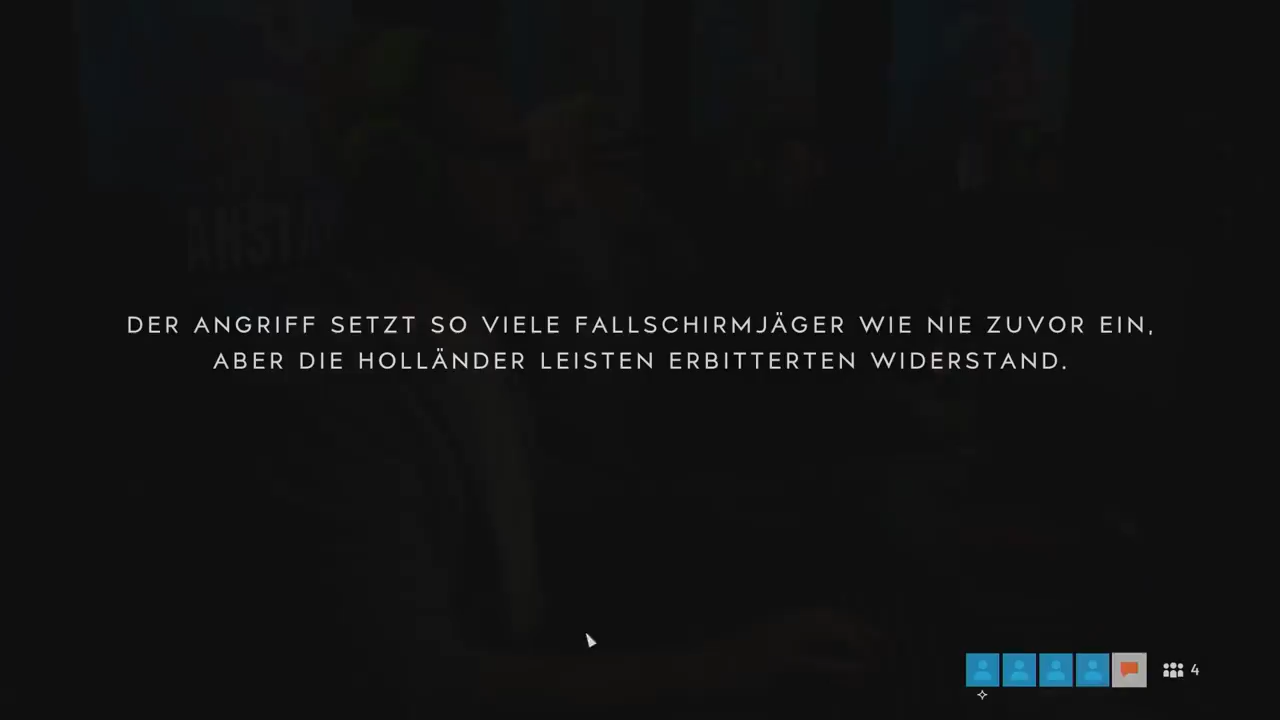 DER ANGRIFF SETZT SO VIELE FALLSCHIRMJÄGER WIE NIE ZUVOR EIN,
ABER DIE HOLLÄNDER LEISTEN ERBITTERTEN WIDERSTAND.
4